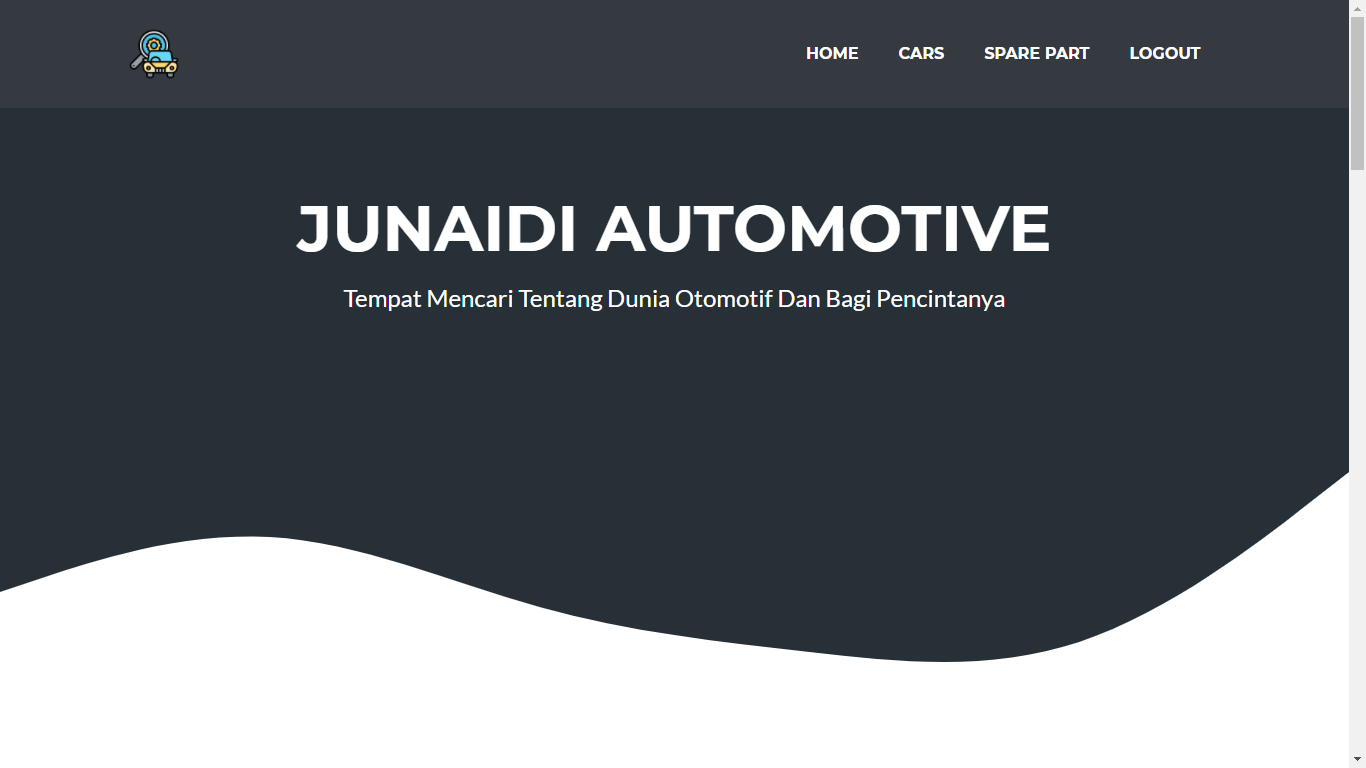 HOME CARS SPARE PART LOGOUT
JUNAIDI AUTOMOTIVE
Tempat Mencari Tentang Dunia Otomotif Dan Bagi Pencintanya